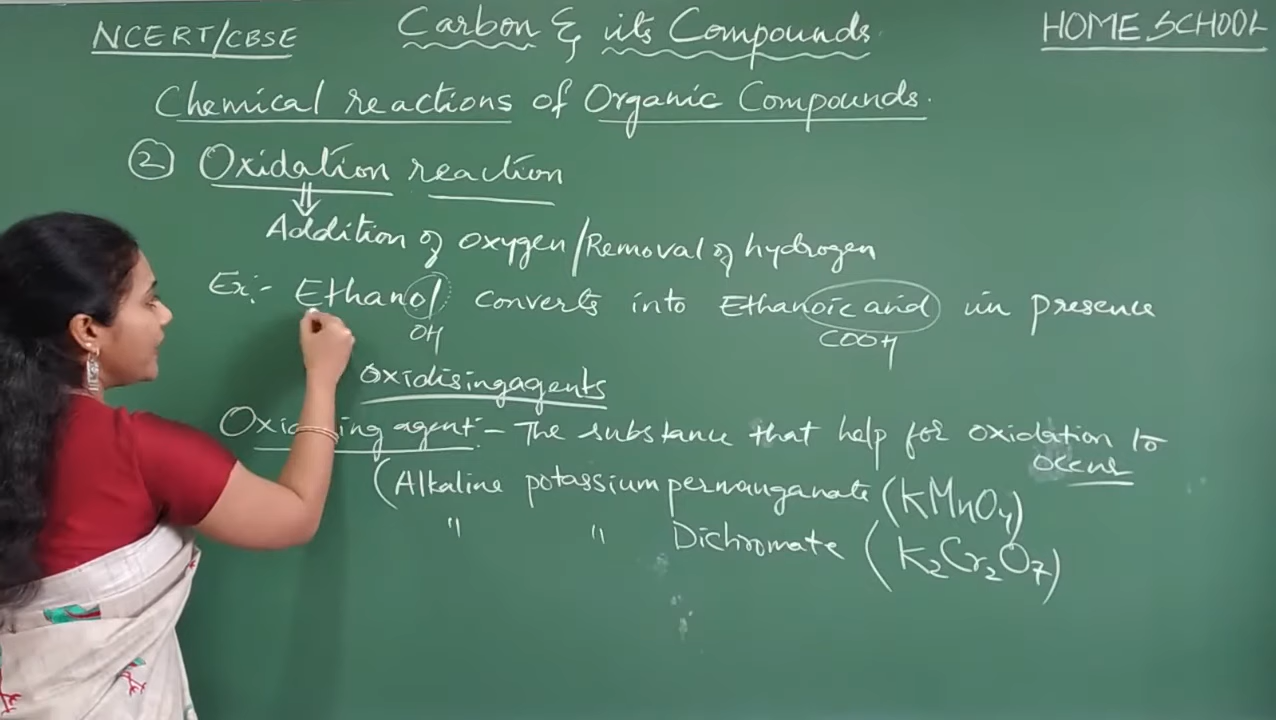 NCERT/CBSE
Carbon & its Compounds
HOME SCHOOL
Chemical reactions of Organic Compounds.
② Oxidation reaction
Addition of oxygen/Removal of hydrogen
Ex:- Ethanol converts into Ethanoic acid in presence
OH COOH
Oxidisingagents
Oxidising agent:- The substance that help for oxidation to
occur
(Alkaline potassium permanganate (KMnO4)
" " Dichromate (K2Cr2O7)